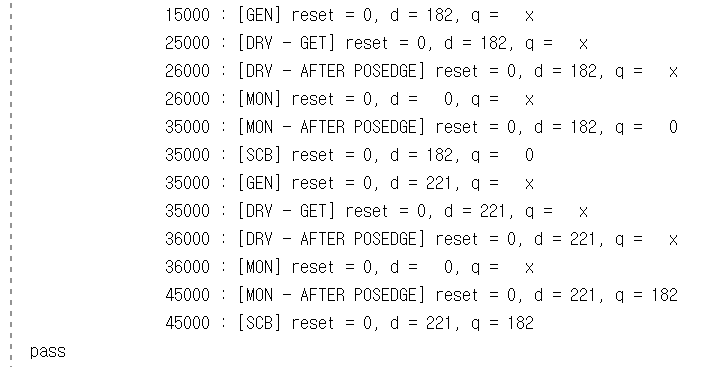 15000 : [GEN] reset = 0, d = 182, q =   x
25000 : [DRV - GET] reset = 0, d = 182, q =   x
26000 : [DRV - AFTER POSEDGE] reset = 0, d = 182, q =   x
26000 : [MON] reset = 0, d =   0, q =   x
35000 : [MON - AFTER POSEDGE] reset = 0, d = 182, q =   0
35000 : [SCB] reset = 0, d = 182, q =   0
35000 : [GEN] reset = 0, d = 221, q =   x
35000 : [DRV - GET] reset = 0, d = 221, q =   x
36000 : [DRV - AFTER POSEDGE] reset = 0, d = 221, q =   x
36000 : [MON] reset = 0, d =   0, q =   x
45000 : [MON - AFTER POSEDGE] reset = 0, d = 221, q = 182
45000 : [SCB] reset = 0, d = 221, q = 182
pass